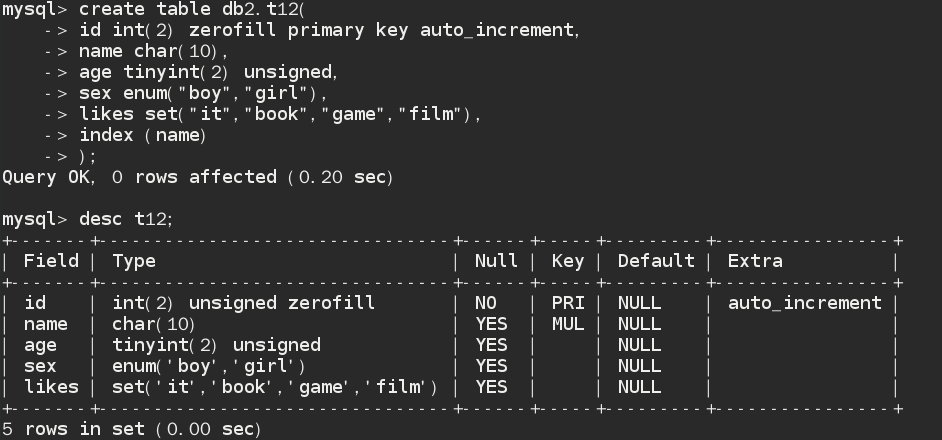 mysql> create table db2.t12(
    -> id int(2) zerofill primary key auto_increment,
    -> name char(10),
    -> age tinyint(2) unsigned,
    -> sex enum("boy","girl"),
    -> likes set("it","book","game","film"),
    -> index (name)
    -> );
Query OK, 0 rows affected (0.20 sec)

mysql> desc t12;
+-------+--------------------------------+------+-----+---------+----------------+
| Field | Type                           | Null | Key | Default | Extra          |
+-------+--------------------------------+------+-----+---------+----------------+
| id    | int(2) unsigned zerofill       | NO   | PRI | NULL    | auto_increment |
| name  | char(10)                       | YES  | MUL | NULL    |                |
| age   | tinyint(2) unsigned            | YES  |     | NULL    |                |
| sex   | enum('boy','girl')             | YES  |     | NULL    |                |
| likes | set('it','book','game','film') | YES  |     | NULL    |                |
+-------+--------------------------------+------+-----+---------+----------------+
5 rows in set (0.00 sec)